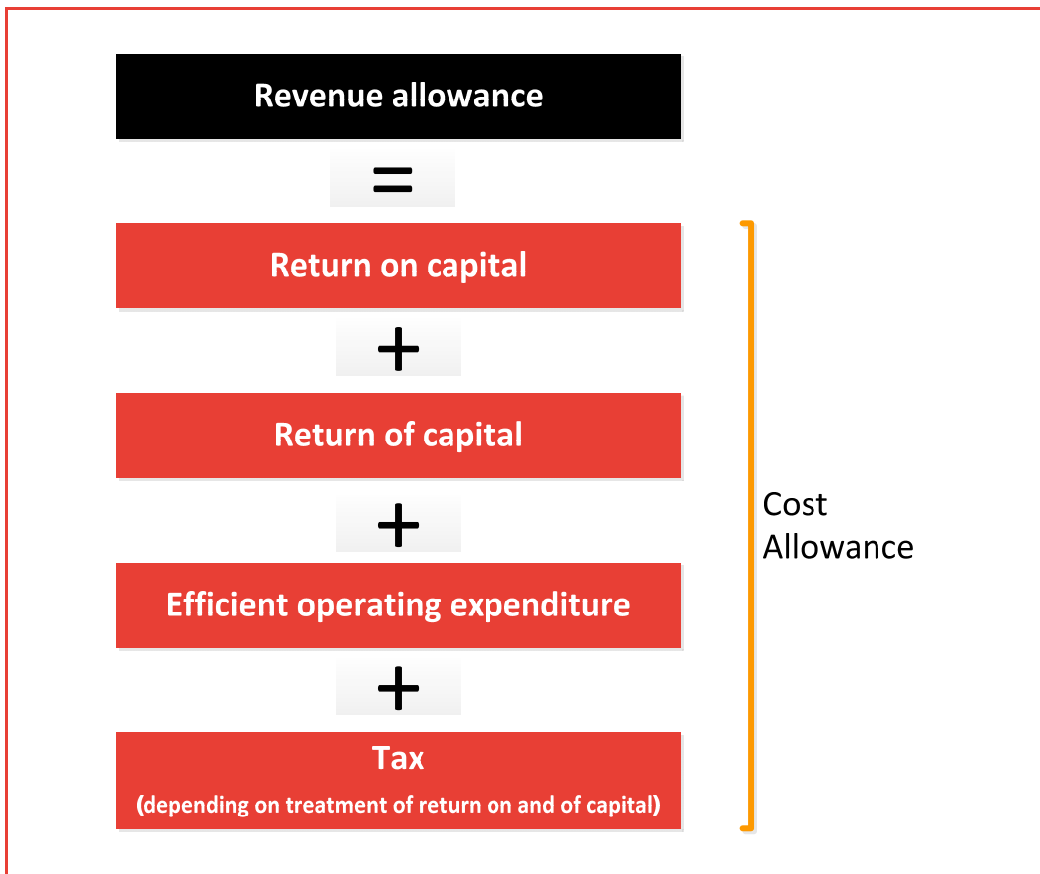 Revenue allowance
=
Return on capital
+
Return of capital
+
Efficient operating expenditure
+
Tax
(depending on treatment of return on and of capital)
Cost
Allowance